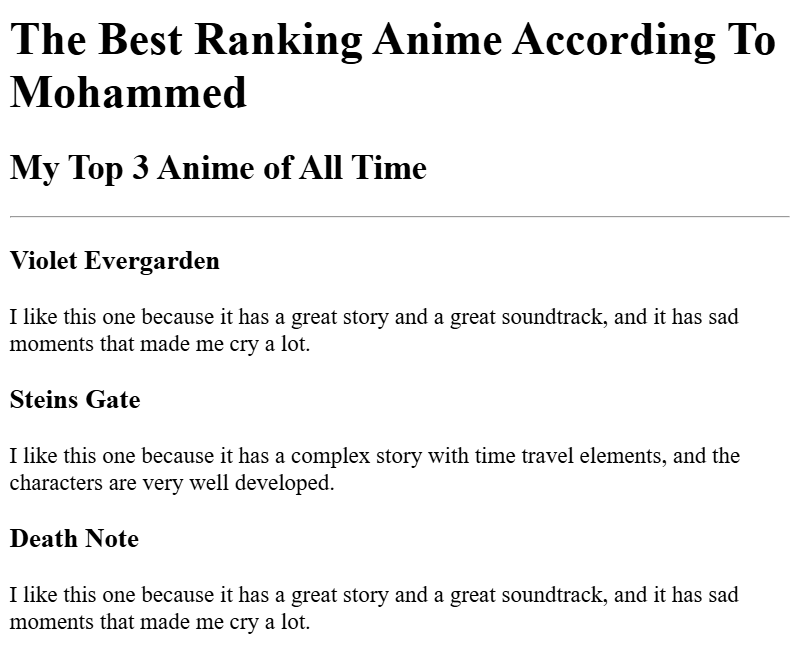 The Best Ranking Anime According To
Mohammed
My Top 3 Anime of All Time
Violet Evergarden
I like this one because it has a great story and a great soundtrack, and it has sad
moments that made me cry a lot.
Steins Gate
I like this one because it has a complex story with time travel elements, and the
characters are very well developed.
Death Note
I like this one because it has a great story and a great soundtrack, and it has sad
moments that made me cry a lot.